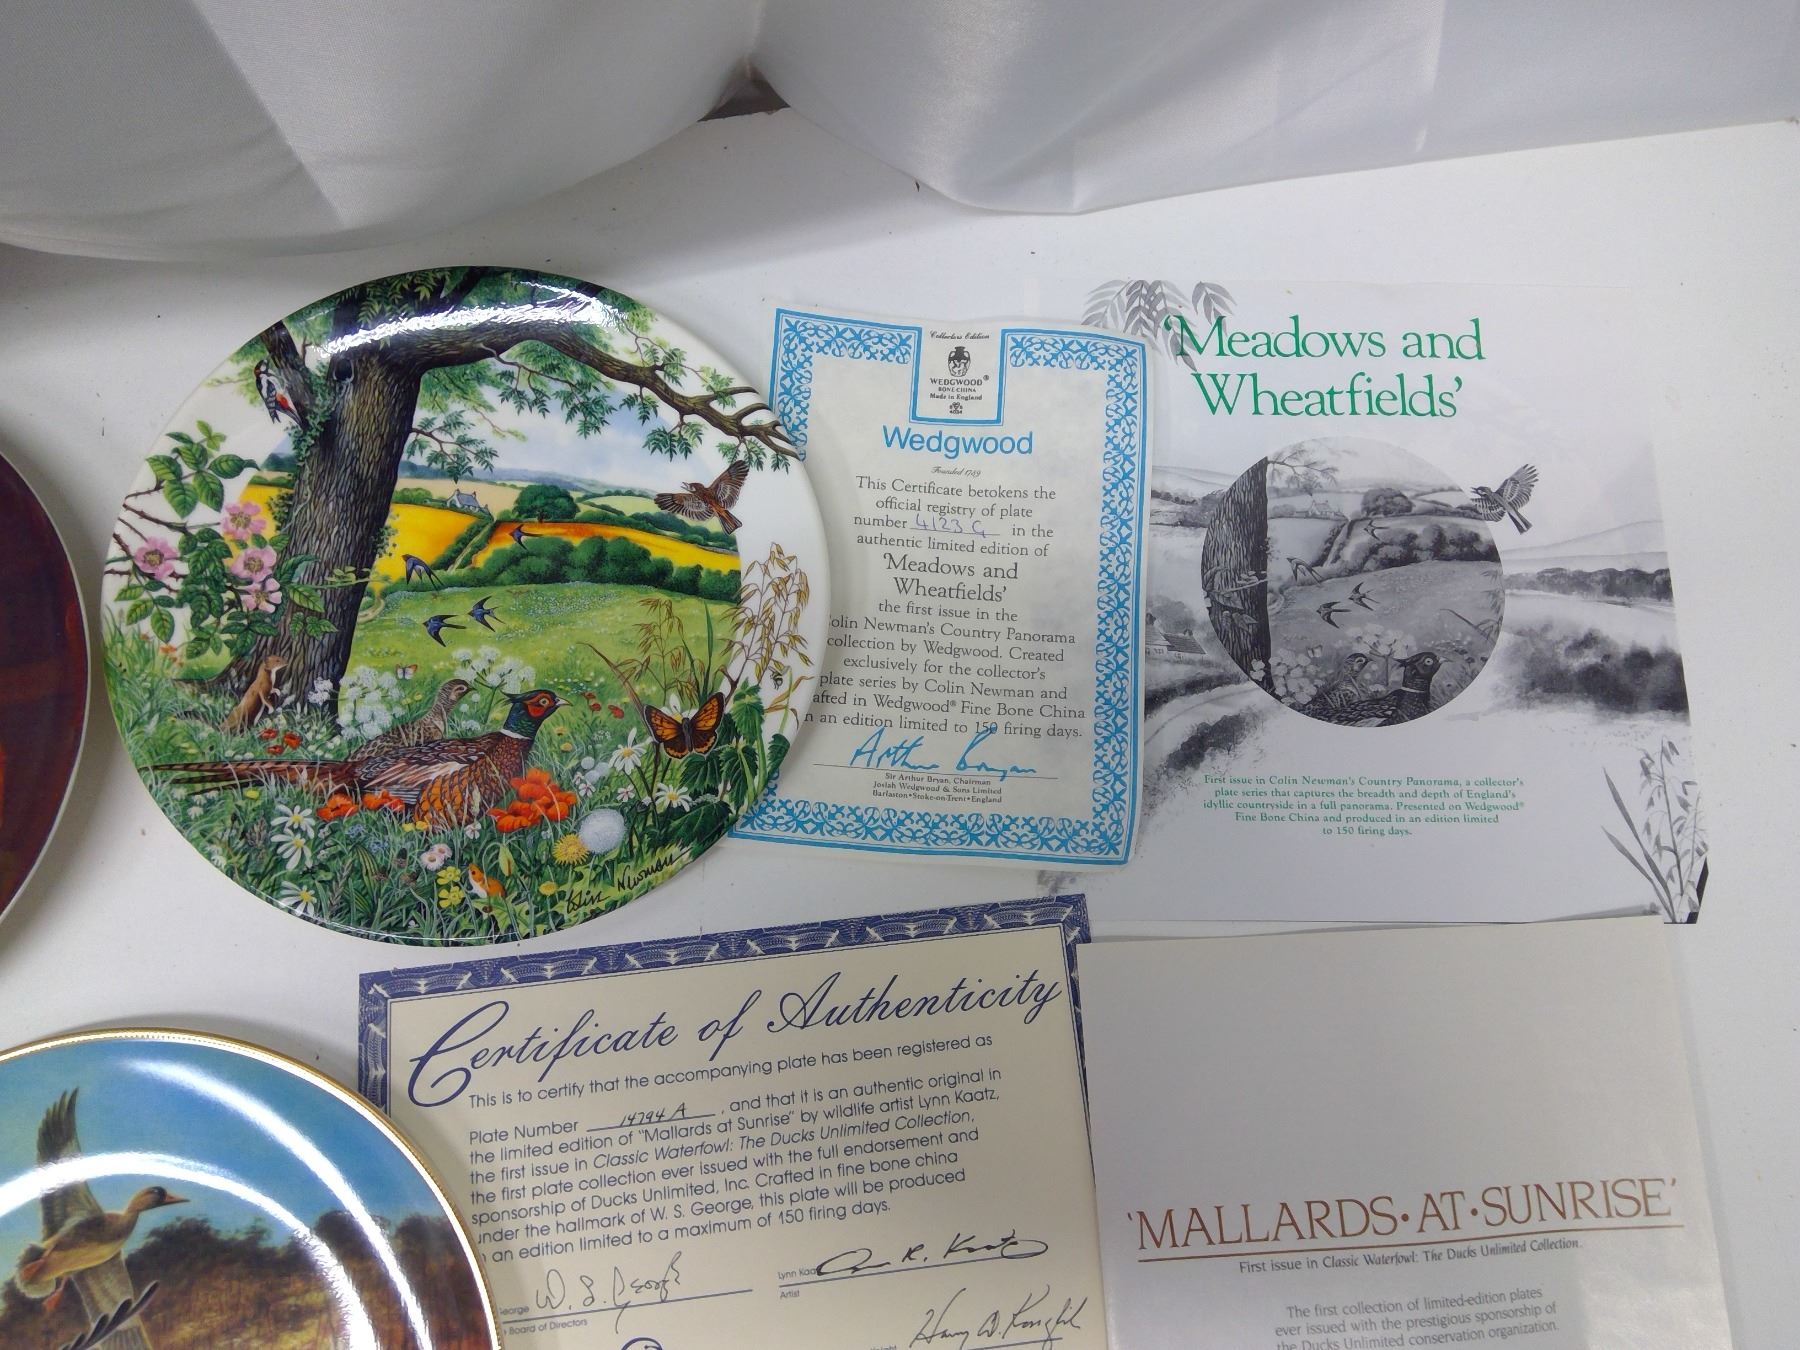 Collectors Edition
WEDGWOOD®
BONE CHINA
Made in England
Wedgwood
Founded 1759
This Certificate betokens the
official registry of plate
number 4123 G in the
authentic limited edition of
'Meadows and
Wheatfields'
the first issue in the
olin Newman's Country Panorama
collection by Wedgwood. Created
exclusively for the collector's
plate series by Colin Newman and
afted in Wedgwood® Fine Bone China
n an edition limited to 150 firing days.
Arthur Bryan
Sir Arthur Bryan, Chairman
Josiah Wedgwood & Sons Limited
Barlaston•Stoke-on-Trent•England
'Meadows and
Wheatfields'
First issue in Colin Newman's Country Panorama, a collector's
plate series that captures the breadth and depth of England's
idyllic countryside in a full panorama. Presented on Wedgwood®
Fine Bone China and produced in an edition limited
to 150 firing days.
Colin Newman
Certificate of Authenticity
This is to certify that the accompanying plate has been registered as
Plate Number 14794 A , and that it is an authentic original in
the limited edition of "Mallards at Sunrise" by wildlife artist Lynn Kaatz,
the first issue in Classic Waterfowl: The Ducks Unlimited Collection,
the first plate collection ever issued with the full endorsement and
sponsorship of Ducks Unlimited, Inc. Crafted in fine bone china
under the hallmark of W. S. George, this plate will be produced
an edition limited to a maximum of 150 firing days.
W. S. George
Lynn Kaatz
Artist
eorge
Board of Directors
'MALLARDS•AT•SUNRISE'
First issue in Classic Waterfowl: The Ducks Unlimited Collection.
The first collection of limited-edition plates
ever issued with the prestigious sponsorship of
the Ducks Unlimited conservation organization.